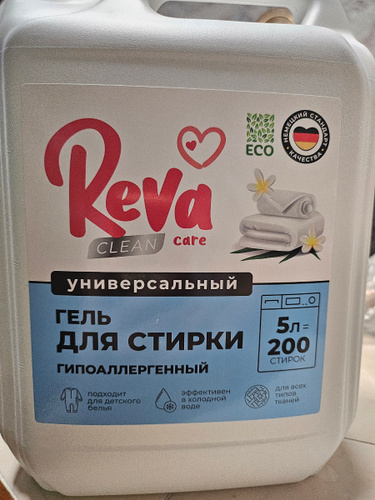 Reva
CLEAN care
ECO
НЕМЕЦКИЙ СТАНДАРТ
КАЧЕСТВА
УНИВЕРСАЛЬНЫЙ
ГЕЛЬ
ДЛЯ СТИРКИ
ГИПОАЛЛЕРГЕННЫЙ
5л =
200
СТИРОК
подходит
для детского
белья
эффективен
в холодной
воде
для всех
типов
тканей